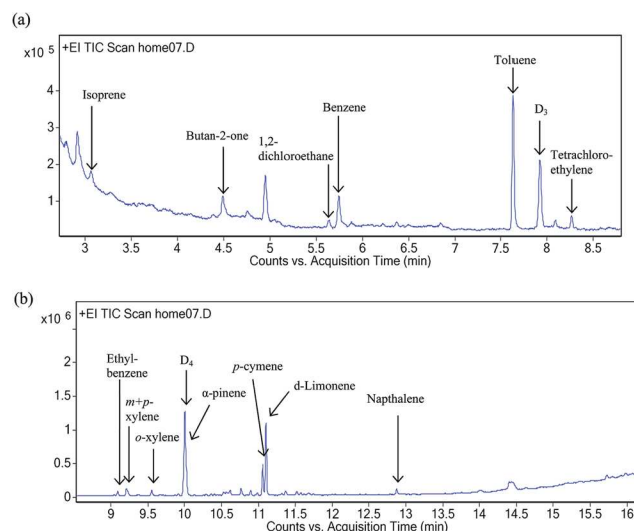 (a)
x10 5
+EI TIC Scan home07.D
Toluene
Isoprene
Benzene
D3
Butan-2-one
1,2-
dichloroethane
Tetrachloro-
ethylene
4
3
2
1
3 3.5 4 4.5 5 5.5 6 6.5 7 7.5 8 8.5
Counts vs. Acquisition Time (min)
(b)
x10 6
+EI TIC Scan home07.D
Ethyl-
benzene
D4
p-cymene
α-pinene
d-Limonene
m+p-
xylene
o-xylene
Napthalene
2
1.5
1
0.5
0
9 9.5 10 10.5 11 11.5 12 12.5 13 13.5 14 14.5 15 15.5 16
Counts vs. Acquisition Time (min)